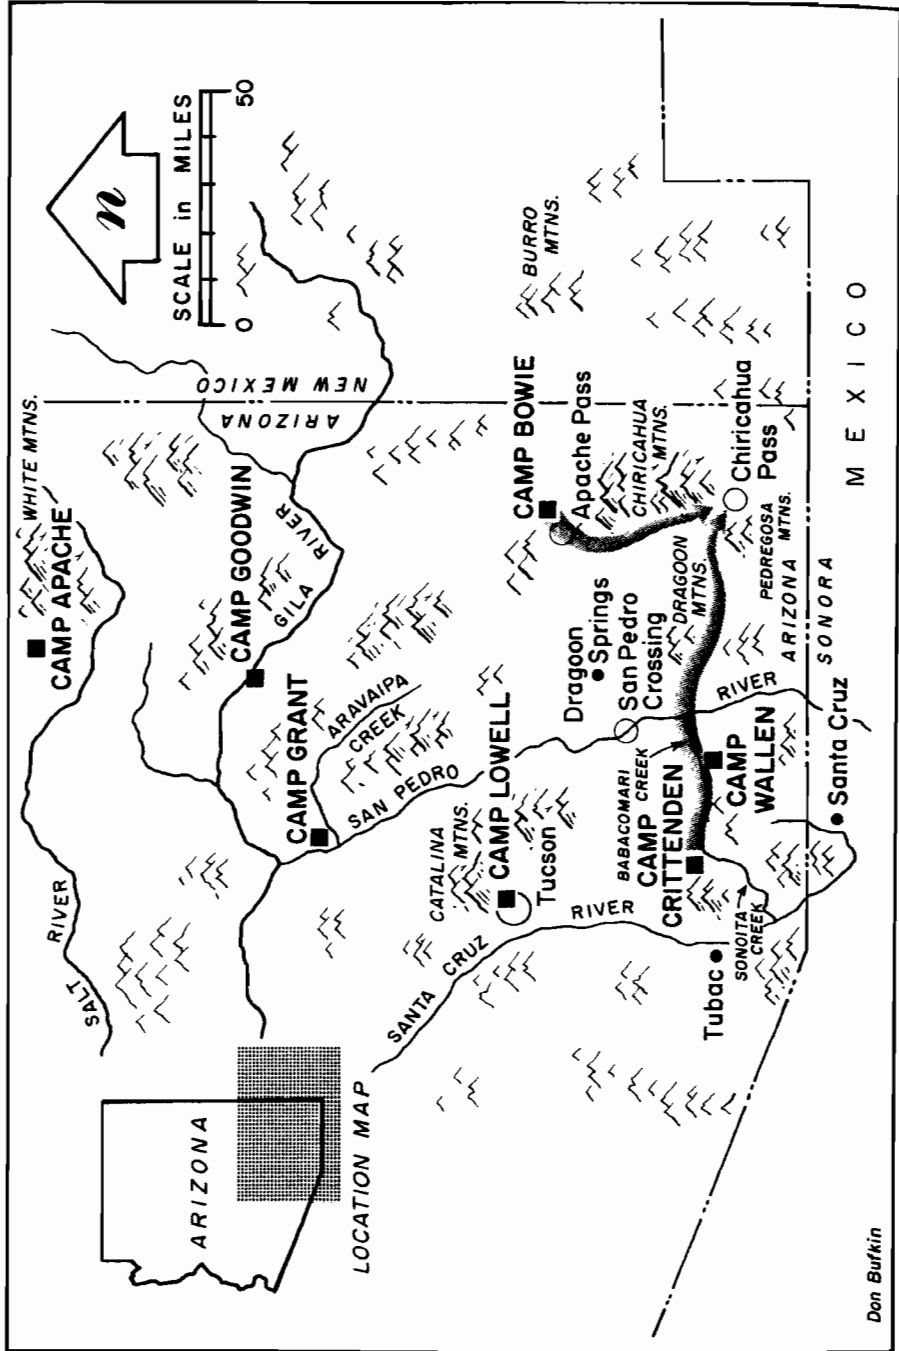 ARIZONA
LOCATION MAP
n
SCALE in MILES
0
50
WHITE MTNS.
CAMP APACHE
SALT
RIVER
CAMP GOODWIN
GILA
RIVER
ARIZONA
NEW MEXICO
CAMP GRANT
ARAVAIPA
CREEK
SAN PEDRO
CATALINA
MTNS.
CAMP LOWELL
Tucson
SANTA CRUZ
RIVER
BURRO
MTNS.
CAMP BOWIE
Apache Pass
CHIRICAHUA
MTNS.
Dragoon
Springs
San Pedro
Crossing
DRAGOON
MTNS.
Chiricahua
Pass
PEDREGOSA
MTNS.
BABACOMARI
CREEK
CAMP
CRITTENDEN
CAMP
WALLEN
RIVER
Tubac
SONOITA
CREEK
Santa Cruz
ARIZONA
SONORA
MEXICO
Don Bufkin